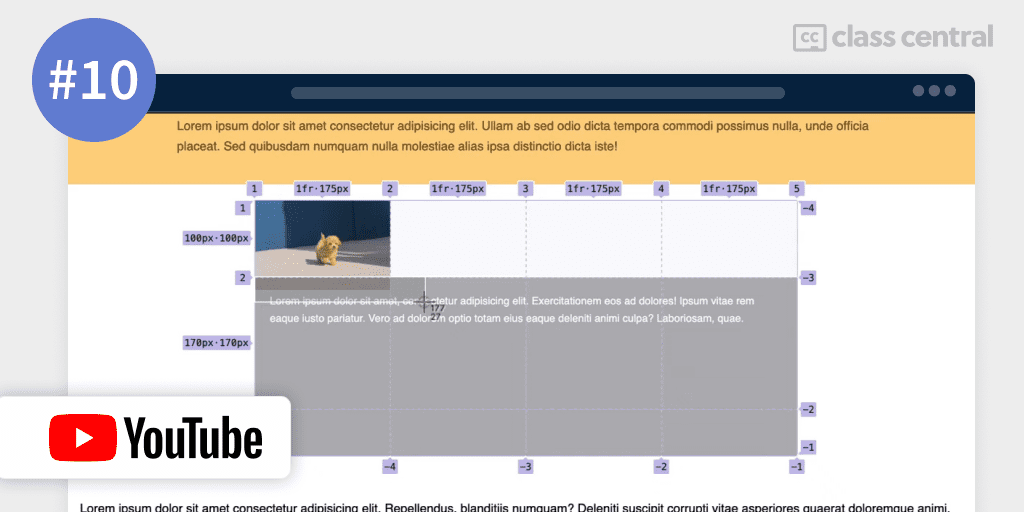 #10
class central
Lorem ipsum dolor sit amet consectetur adipisicing elit. Ullam ab sed odio dicta tempora commodi possimus nulla, unde officia
placeat. Sed quibusdam numquam nulla molestiae alias ipsa distinctio dicta iste!
1 1fr·175px 2 1fr·175px 3 1fr·175px 4 1fr·175px 5
1 −4
100px·100px
2 −3
Lorem ipsum dolor sit amet, consectetur adipisicing elit. Exercitationem eos ad dolores! Ipsum vitae rem
177
27
eaque iusto pariatur. Vero ad dolorem optio totam eius eaque deleniti animi culpa? Laboriosam, quae.
170px·170px
−2
−1
YouTube
−4 −3 −2 −1
Lorem ipsum dolor sit amet consectetur adipisicing elit. Repellendus, blanditiis numquam? Deleniti suscipit corrupti vitae asperiores quaerat doloremque animi,